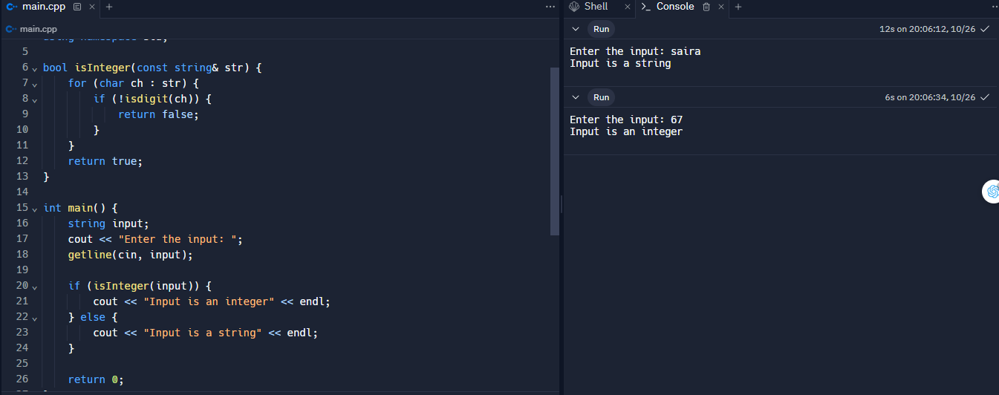 main.cpp
main.cpp
5
6 bool isInteger(const string& str) {
7 for (char ch : str) {
8 if (!isdigit(ch)) {
9 return false;
10 }
11 }
12 return true;
13 }
14
15 int main() {
16 string input;
17 cout << "Enter the input: ";
18 getline(cin, input);
19
20 if (isInteger(input)) {
21 cout << "Input is an integer" << endl;
22 } else {
23 cout << "Input is a string" << endl;
24 }
25
26 return 0;
Shell
Console
Run
12s on 20:06:12, 10/26
Enter the input: saira
Input is a string
Run
6s on 20:06:34, 10/26
Enter the input: 67
Input is an integer